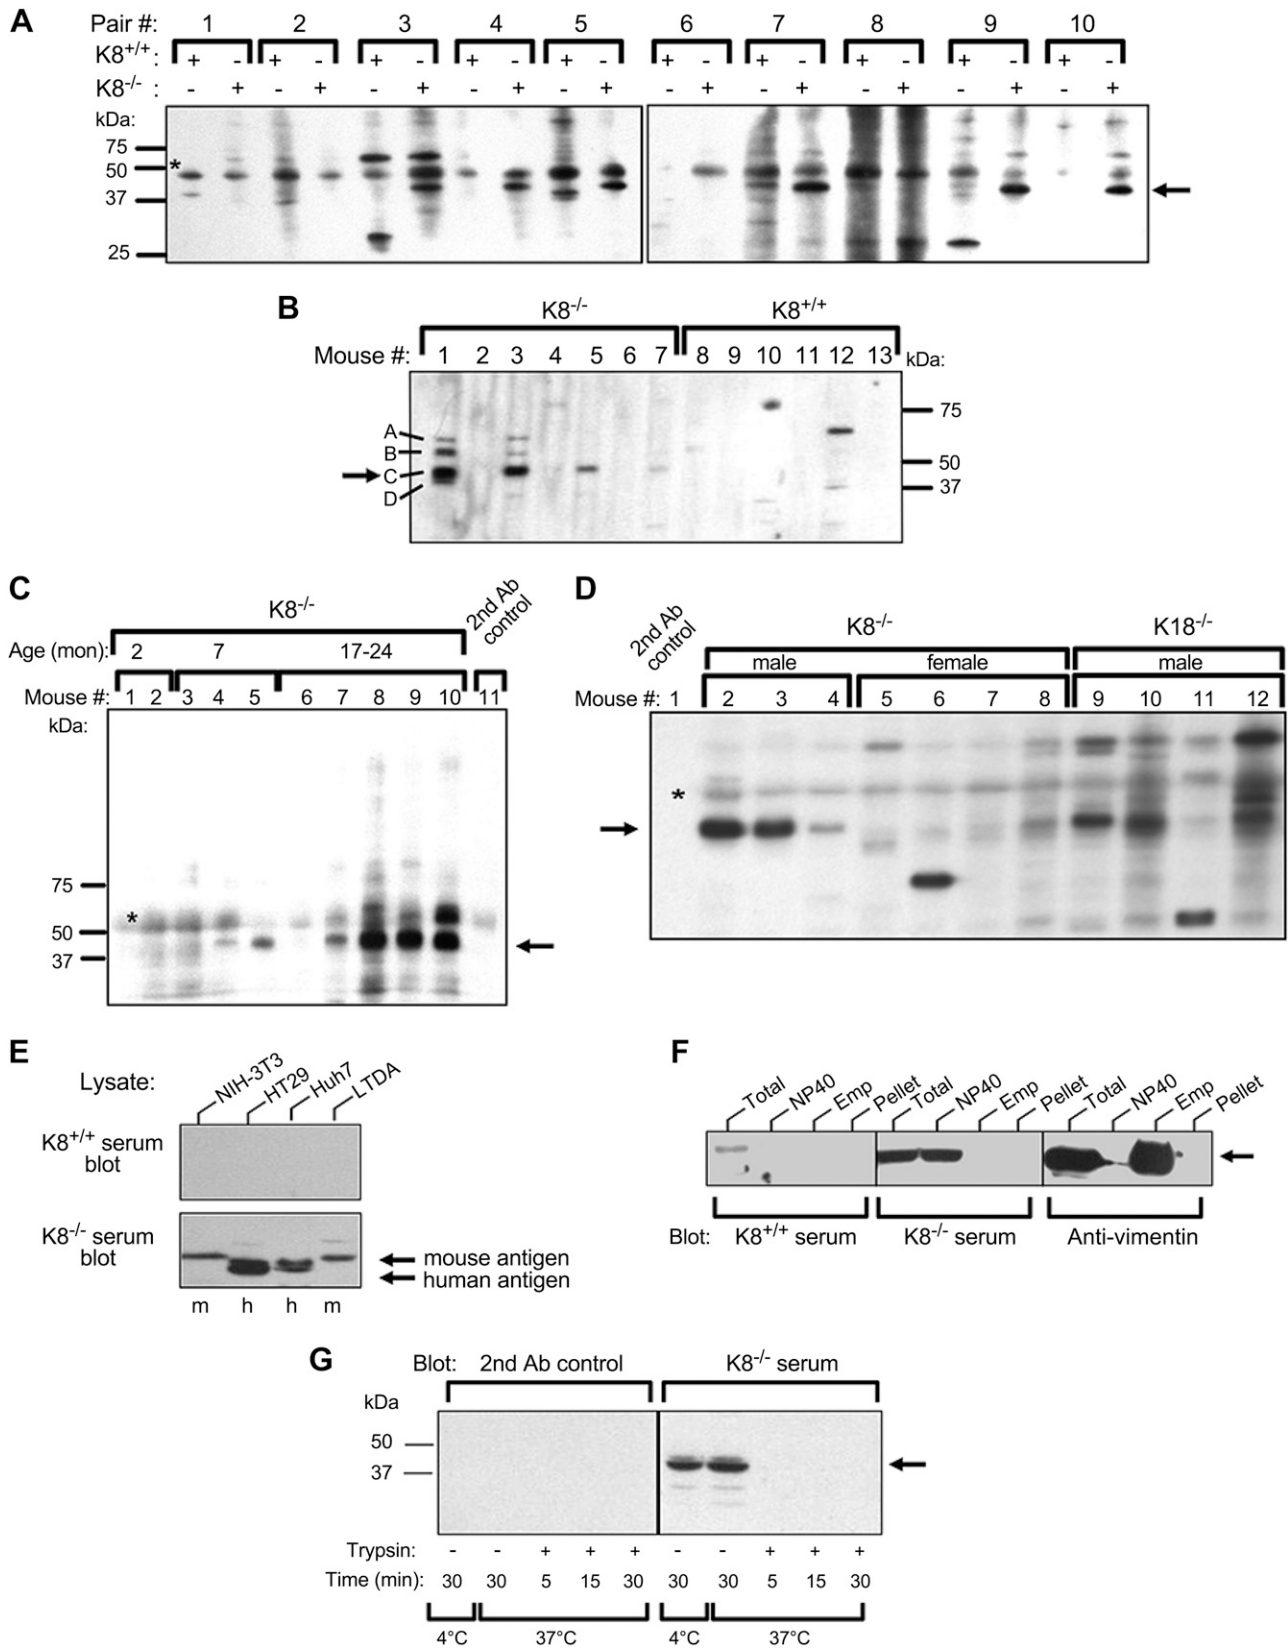 A
Pair #: 1 2 3 4 5 6 7 8 9 10
K8+/+ : + - + - + - + - + - + - + - + - + - + -
K8-/- : - + - + - + - + - + - + - + - + - + - +
kDa:
75
*
50
37
25
B
K8-/- K8+/+
Mouse #: 1 2 3 4 5 6 7 8 9 10 11 12 13 kDa:
75
A
B
50
C
37
D
C
K8-/-
2nd Ab
control
Age (mon): 2 7 17-24
Mouse #: 1 2 3 4 5 6 7 8 9 10 11
kDa:
75
*
50
37
D
2nd Ab
control
K8-/- K18-/-
male female male
Mouse #: 1 2 3 4 5 6 7 8 9 10 11 12
*
E
Lysate: NIH-3T3 HT29 Huh7 LTDA
K8+/+ serum
blot
K8-/- serum
blot
mouse antigen
human antigen
m h h m
F
Total NP40 Emp Pellet Total NP40 Emp Pellet Total NP40 Emp Pellet
Blot: K8+/+ serum K8-/- serum Anti-vimentin
G
Blot: 2nd Ab control K8-/- serum
kDa
50
37
Trypsin: - - + + + - - + + +
Time (min): 30 30 5 15 30 30 30 5 15 30
4°C 37°C 4°C 37°C